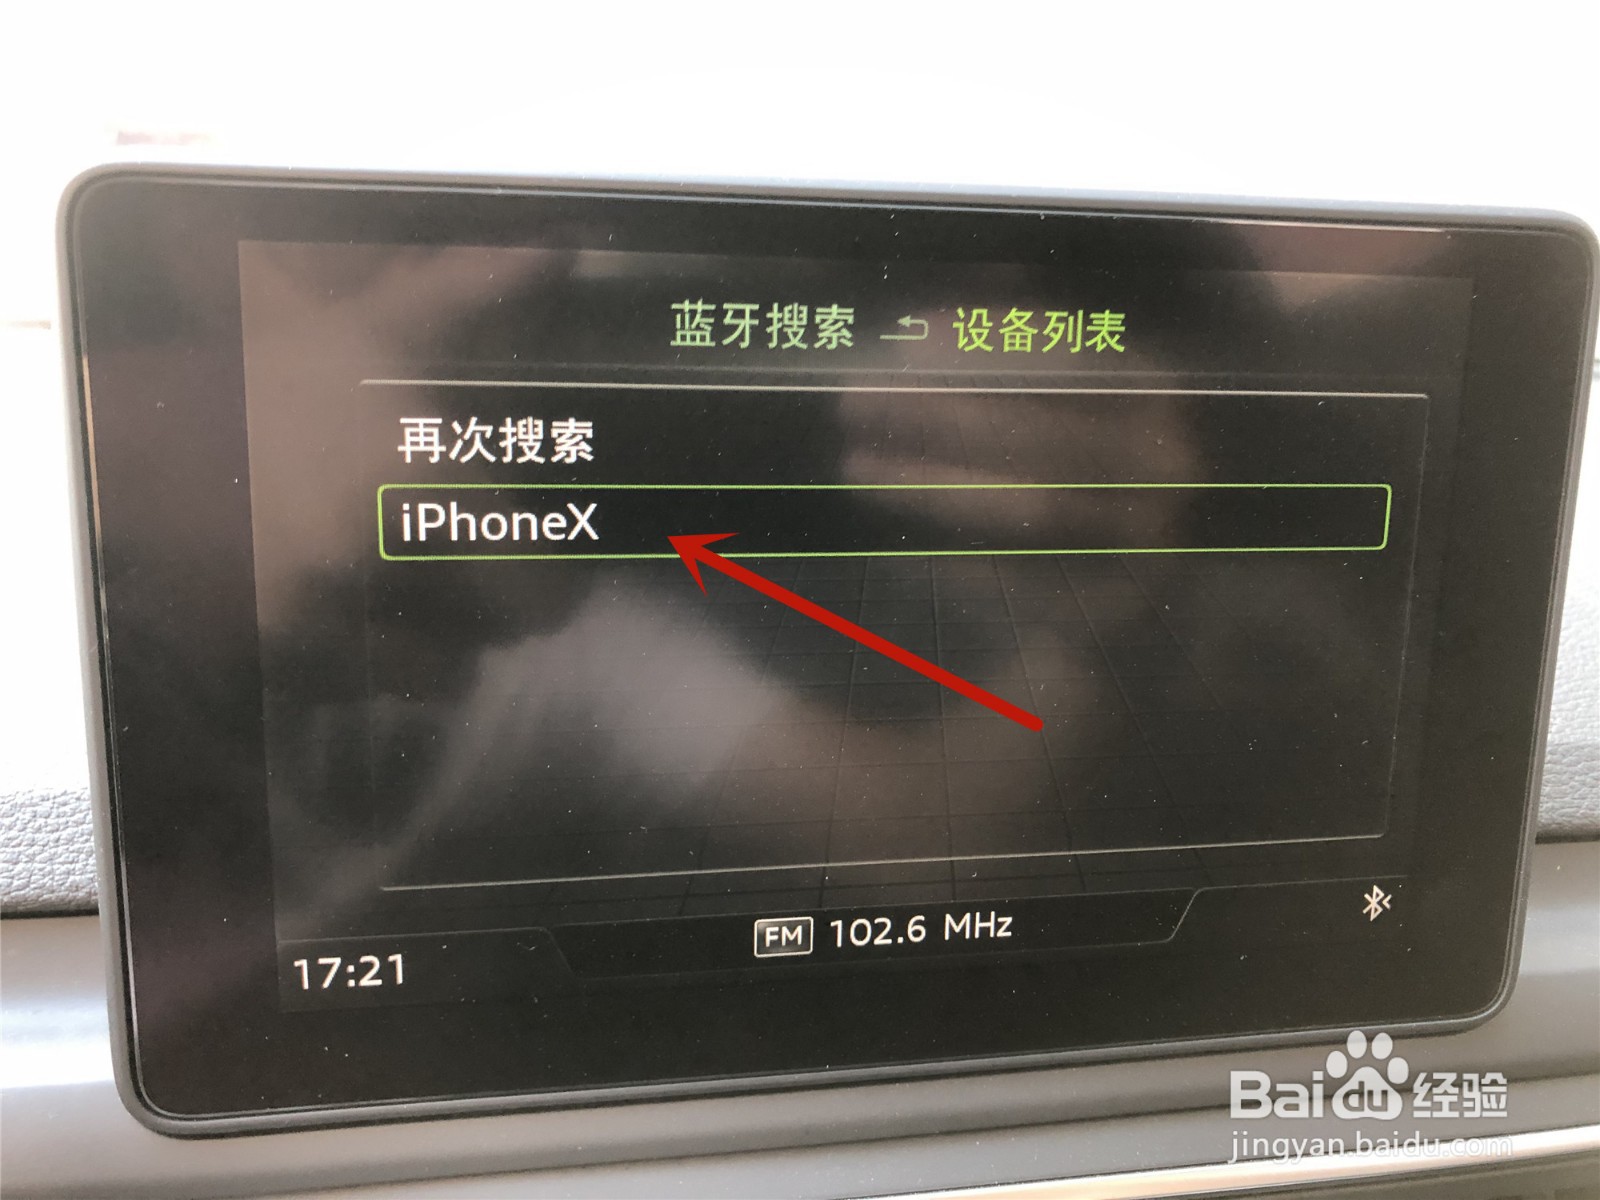 蓝牙搜索 设备列表
再次搜索
iPhoneX
FM 102.6 MHz
17:21
Bai du 经验
jingyan.baidu.com